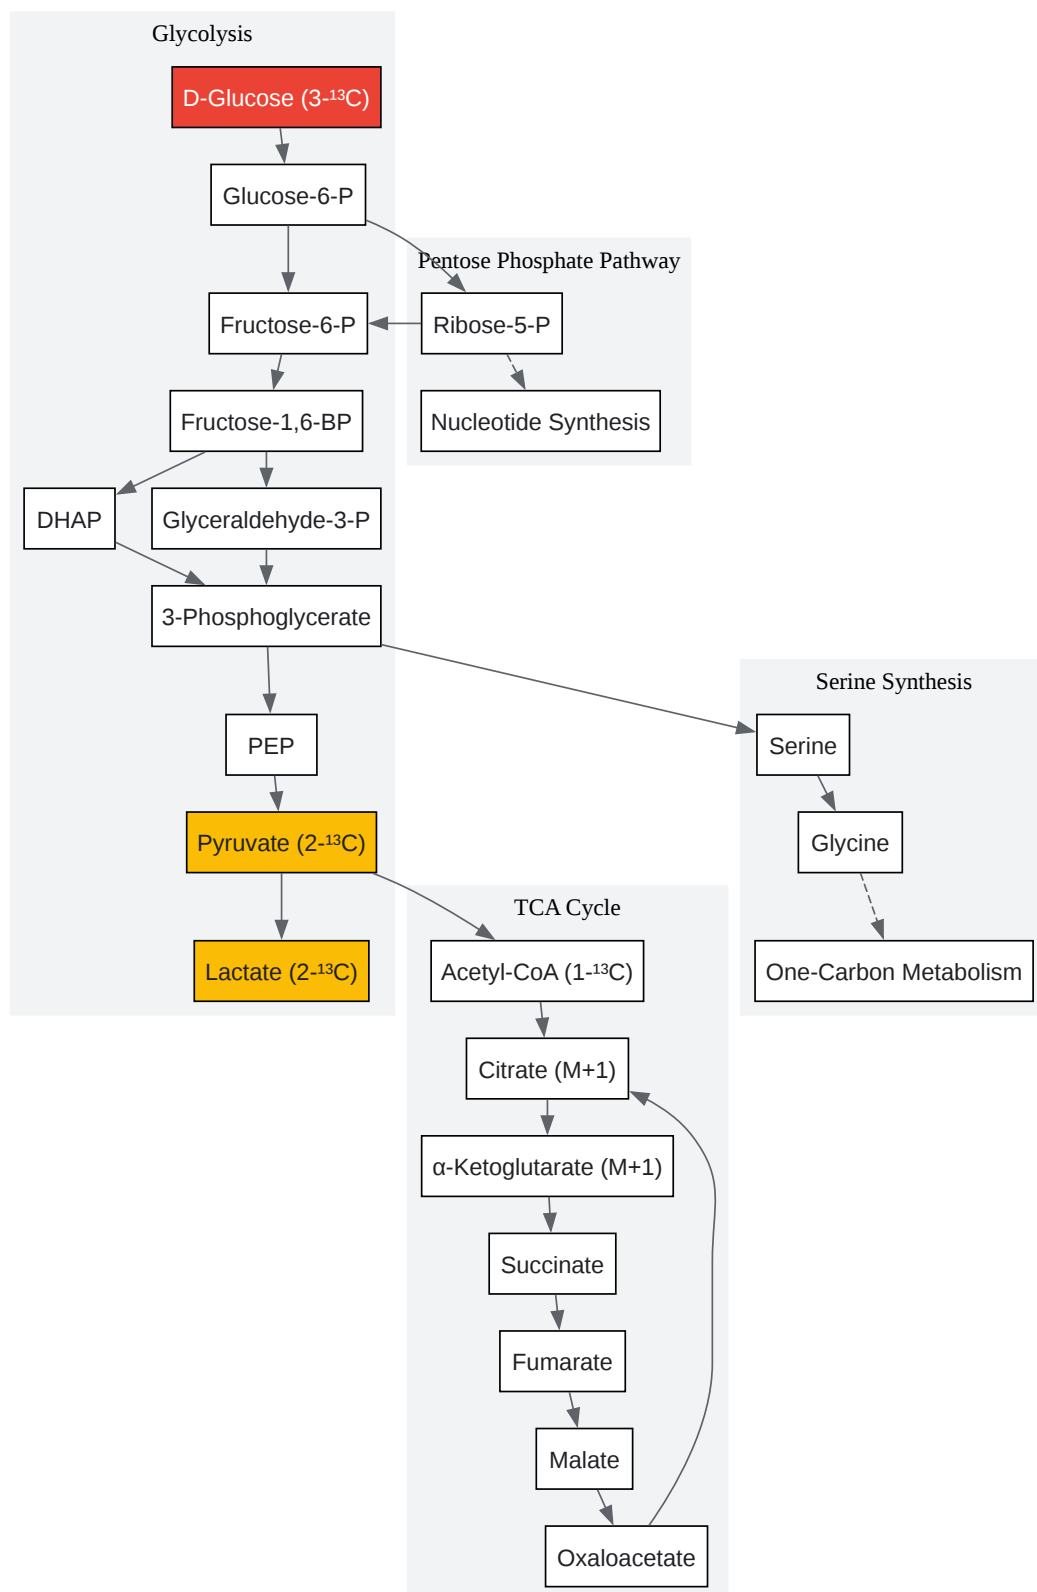 Glycolysis
D-Glucose (3-¹³C)
Glucose-6-P
Pentose Phosphate Pathway
Fructose-6-P
Ribose-5-P
Fructose-1,6-BP
Nucleotide Synthesis
DHAP
Glyceraldehyde-3-P
3-Phosphoglycerate
Serine Synthesis
PEP
Serine
Pyruvate (2-¹³C)
Glycine
TCA Cycle
Lactate (2-¹³C)
Acetyl-CoA (1-¹³C)
One-Carbon Metabolism
Citrate (M+1)
α-Ketoglutarate (M+1)
Succinate
Fumarate
Malate
Oxaloacetate